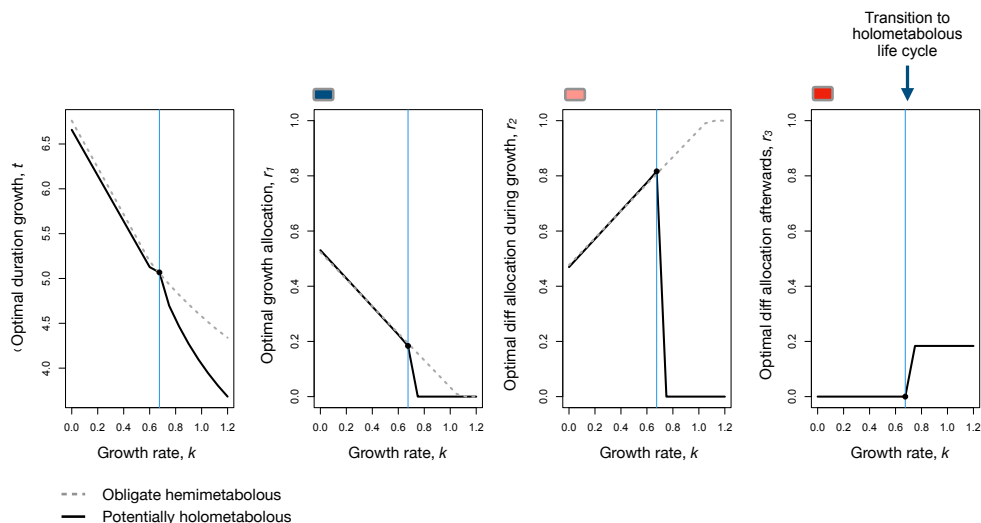 Transition to
holometabolous
life cycle
‹Optimal duration growth, t
4.0 4.5 5.0 5.5 6.0 6.5
0.0 0.2 0.4 0.6 0.8 1.0 1.2
Growth rate, k
Optimal growth allocation, r1
0.0 0.2 0.4 0.6 0.8 1.0
0.0 0.2 0.4 0.6 0.8 1.0 1.2
Growth rate, k
Optimal diff allocation during growth, r2
0.0 0.2 0.4 0.6 0.8 1.0
0.0 0.2 0.4 0.6 0.8 1.0 1.2
Growth rate, k
Optimal diff allocation afterwards, r3
0.0 0.2 0.4 0.6 0.8 1.0
0.0 0.2 0.4 0.6 0.8 1.0 1.2
Growth rate, k
Obligate hemimetabolous
Potentially holometabolous